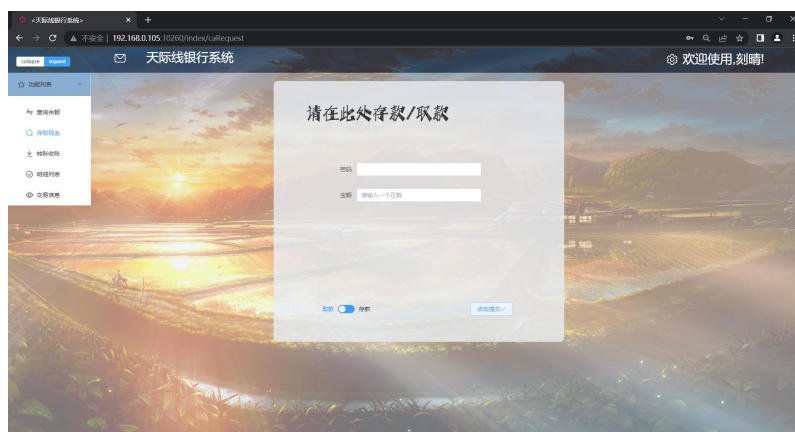 <天际线银行系统>
不安全 | 192.168.0.105:10260/index/caRequest
collapse expand
天际线银行系统
欢迎使用,刻晴!
功能列表
查询余额
存取现金
转账收账
明细列表
交易信息
请在此处存款/取款
密码
金额 请输入一个正数
取款 存款
点击提交